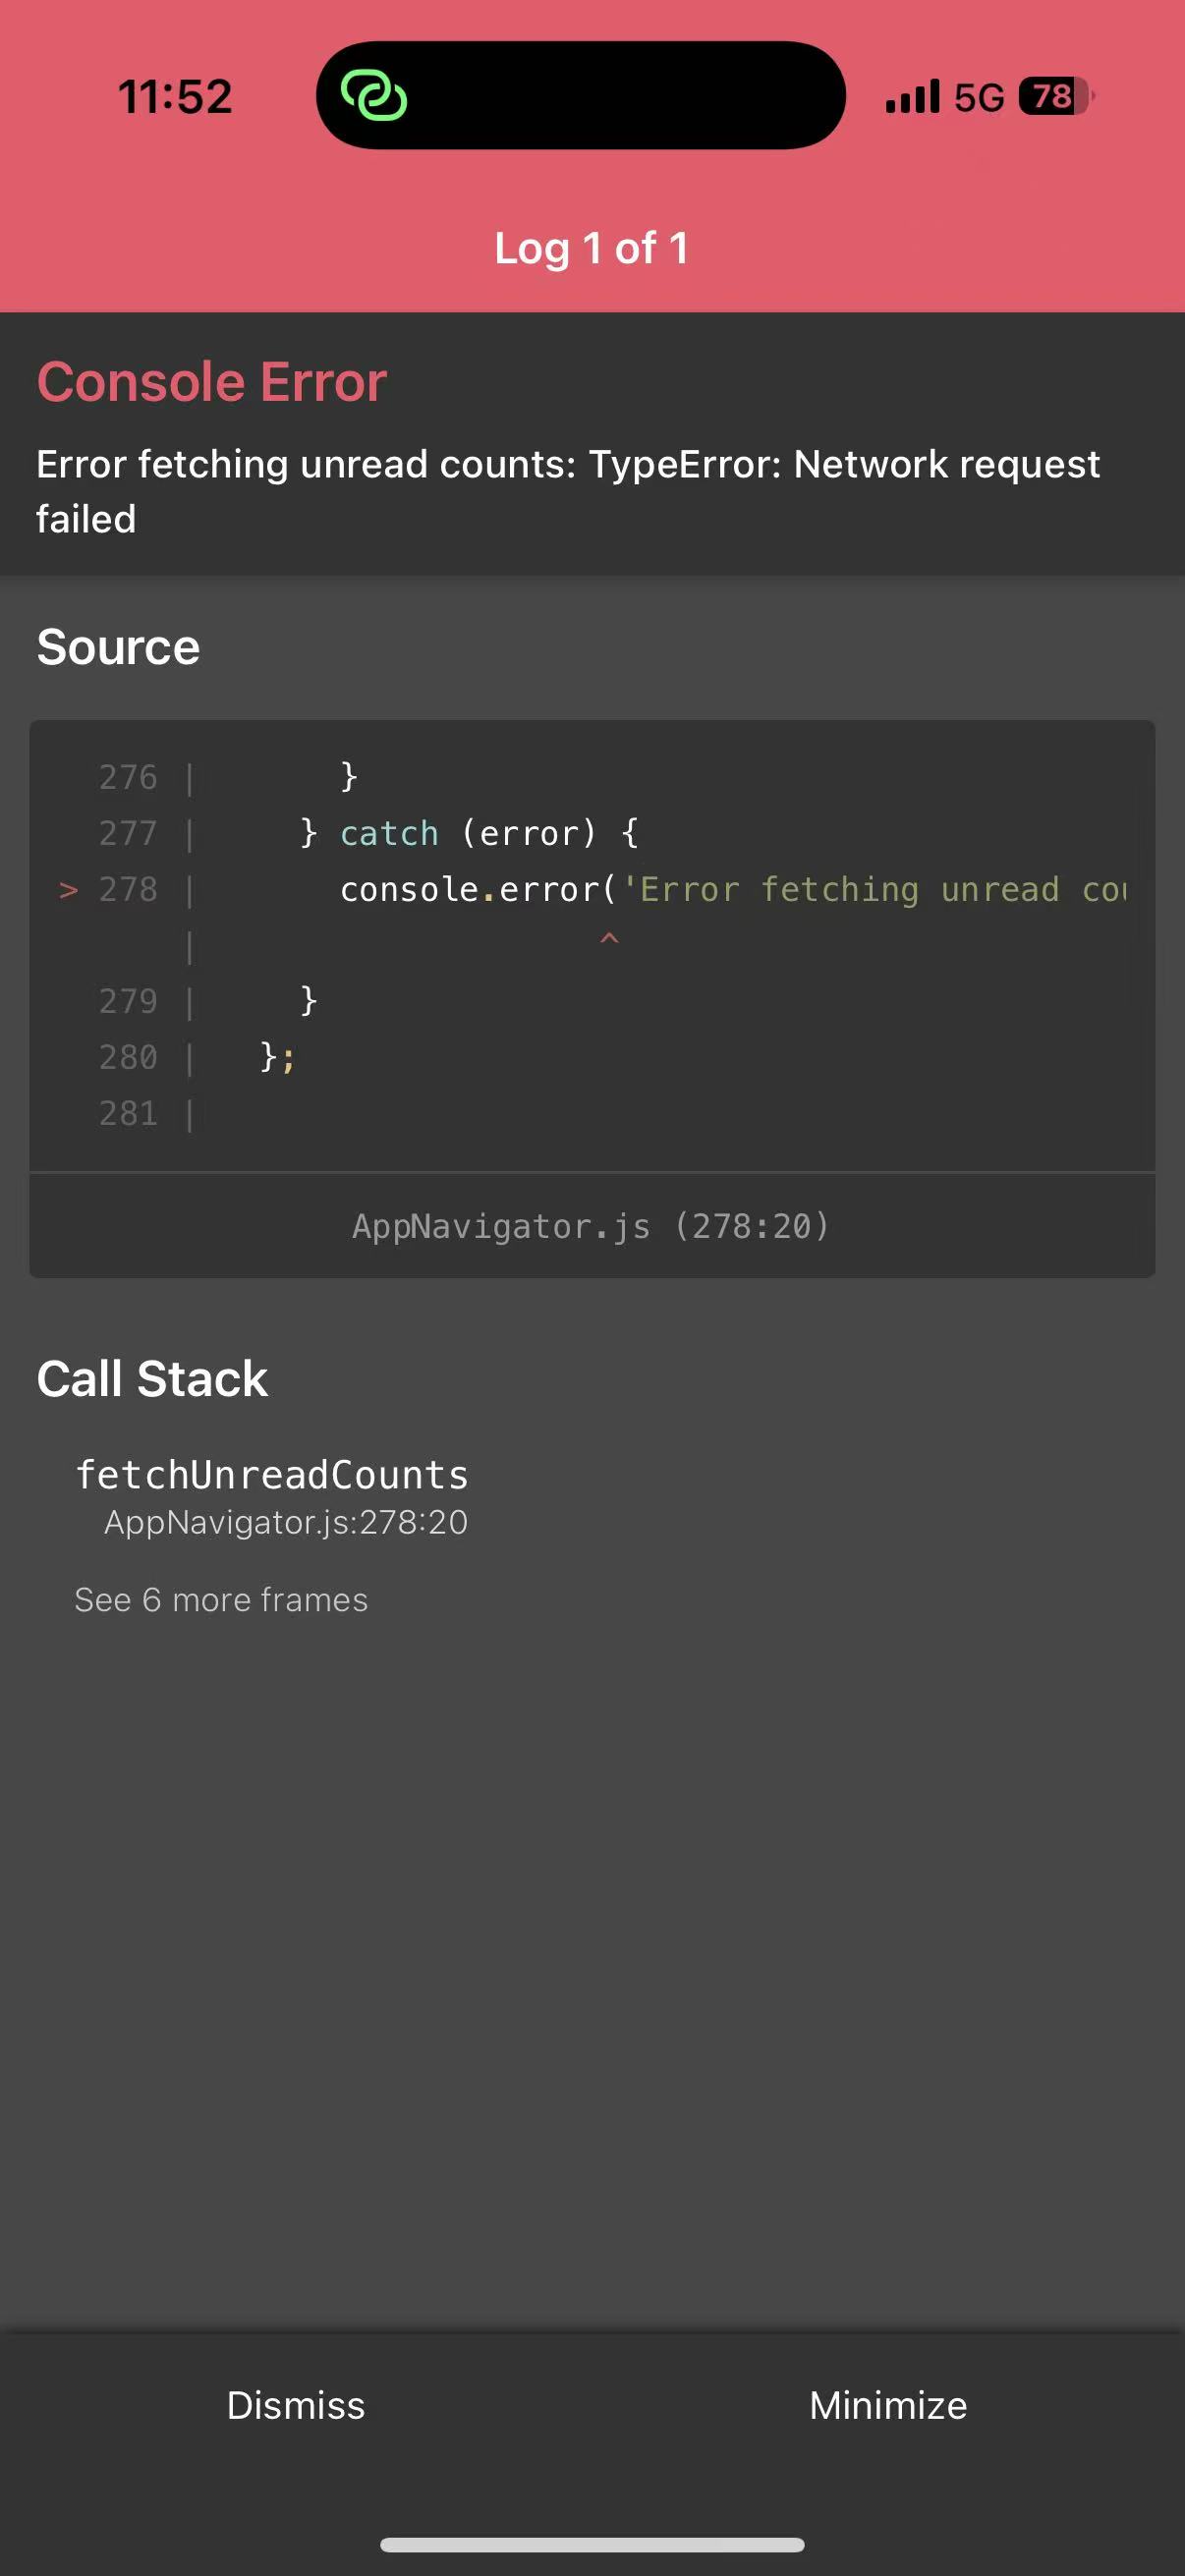 11:52
5G 78
Log 1 of 1
Console Error
Error fetching unread counts: TypeError: Network request
failed
Source
276 |       }
277 |     } catch (error) {
> 278 |       console.error('Error fetching unread
|                    ^
279 |     }
280 |   };
281 |
AppNavigator.js (278:20)
Call Stack
fetchUnreadCounts
AppNavigator.js:278:20
See 6 more frames
Dismiss
Minimize